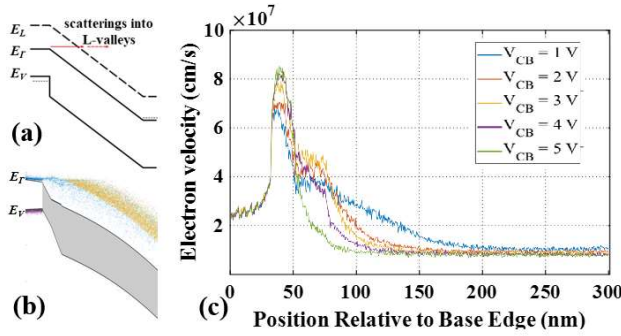 scatterings into
L-valleys
E_L
E_Γ
E_V
(a)
E_Γ
E_V
(b)
×10⁷
10
8
6
4
2
Electron velocity (cm/s)
V_CB = 1 V
V_CB = 2 V
V_CB = 3 V
V_CB = 4 V
V_CB = 5 V
(c)
0 50 100 150 200 250 300
Position Relative to Base Edge (nm)